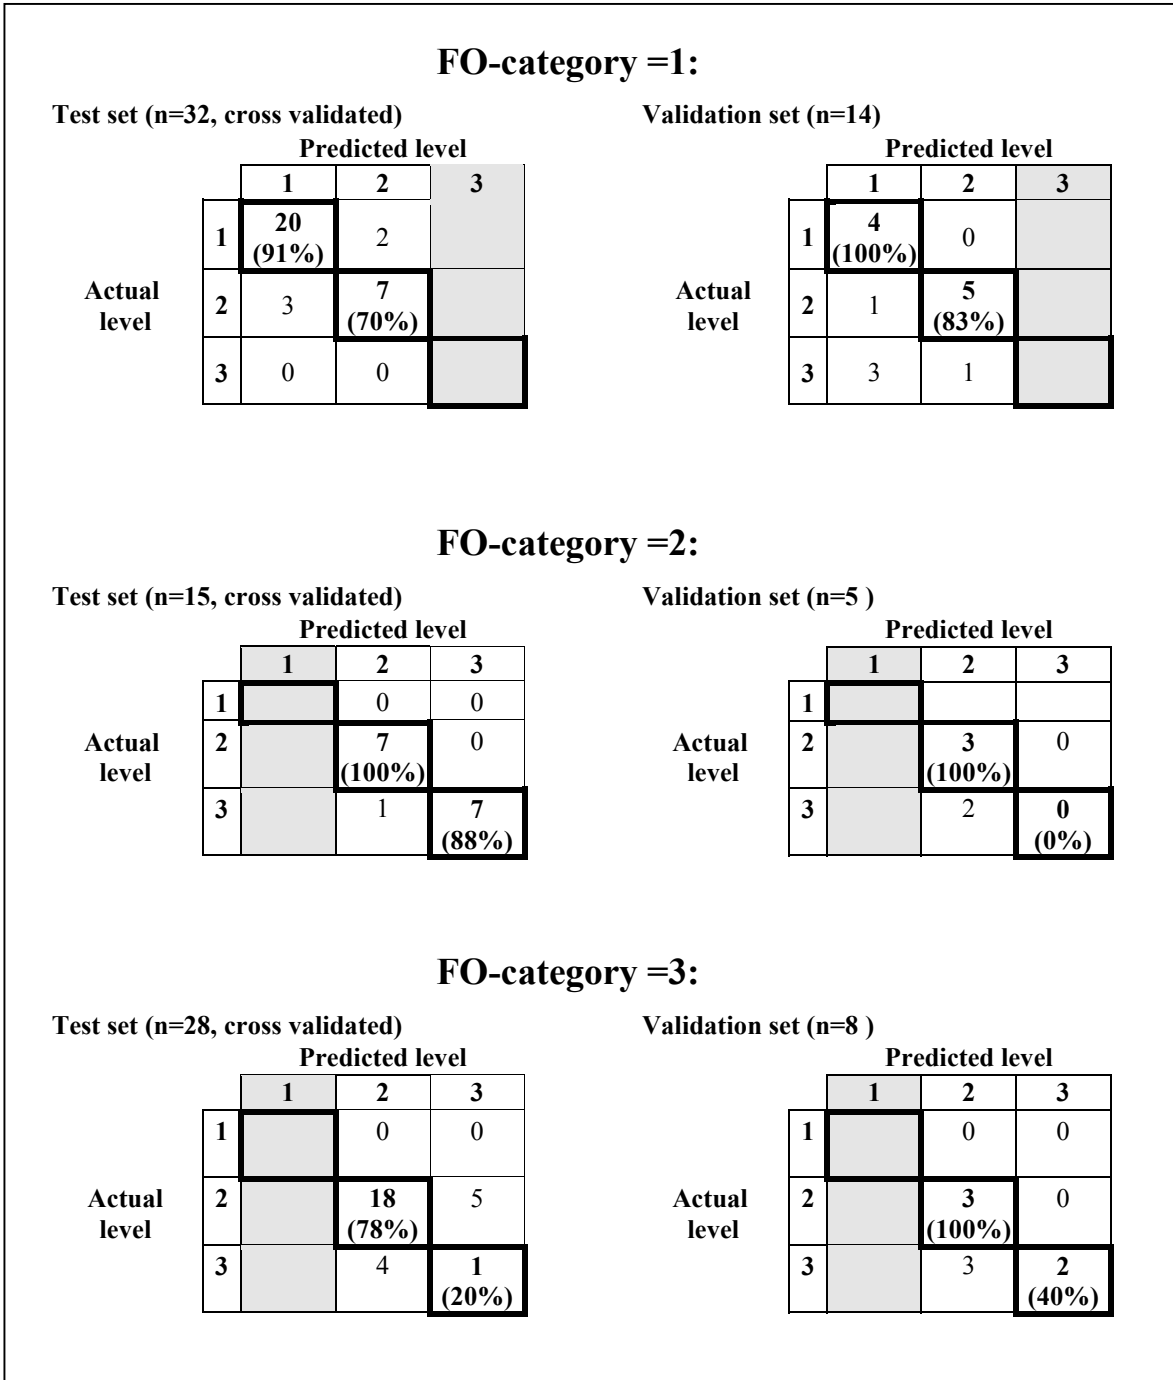 FO-category =1:
Test set (n=32, cross validated) Validation set (n=14)
Predicted level Predicted level
1 2 3 1 2 3
1 20 (91%) 2 1 4 (100%) 0
Actual level 2 3 7 (70%) Actual level 2 1 5 (83%)
3 0 0 3 3 1
FO-category =2:
Test set (n=15, cross validated) Validation set (n=5 )
Predicted level Predicted level
1 2 3 1 2 3
1 0 0 1
Actual level 2 7 (100%) 0 Actual level 2 3 (100%) 0
3 1 7 (88%) 3 2 0 (0%)
FO-category =3:
Test set (n=28, cross validated) Validation set (n=8 )
Predicted level Predicted level
1 2 3 1 2 3
1 0 0 1 0 0
Actual level 2 18 (78%) 5 Actual level 2 3 (100%) 0
3 4 1 (20%) 3 3 2 (40%)